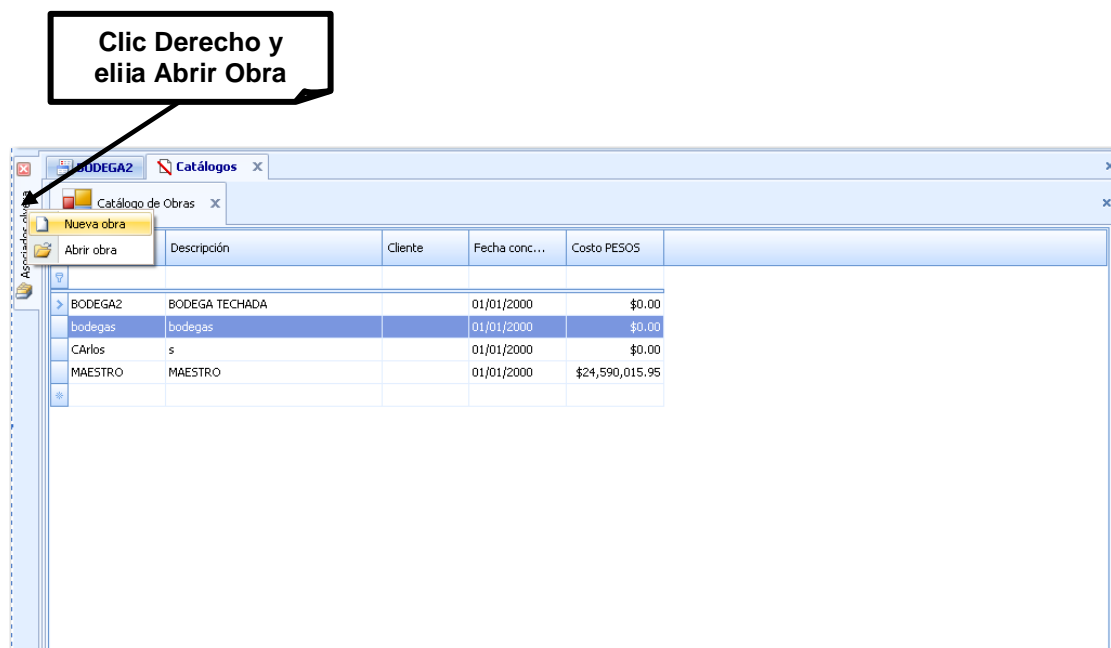 Clic Derecho y
elija Abrir Obra
BODEGA2 Catálogos X
Asociados olvera
Catálogo de Obras X
Nueva obra
Abrir obra
Descripción Cliente Fecha conc... Costo PESOS
BODEGA2 BODEGA TECHADA 01/01/2000 $0.00
bodegas bodegas 01/01/2000 $0.00
CArlos s 01/01/2000 $0.00
MAESTRO MAESTRO 01/01/2000 $24,590,015.95